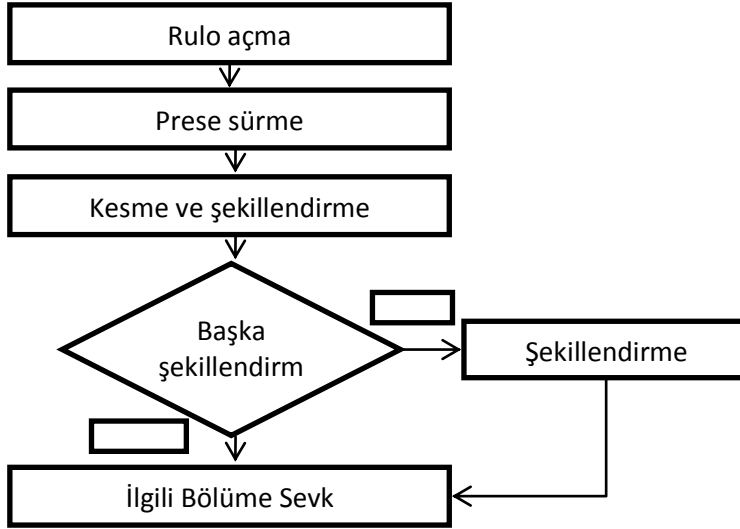 Rulo açma
Prese sürme
Kesme ve şekillendirme
Başka
şekillendirm
Şekillendirme
İlgili Bölüme Sevk